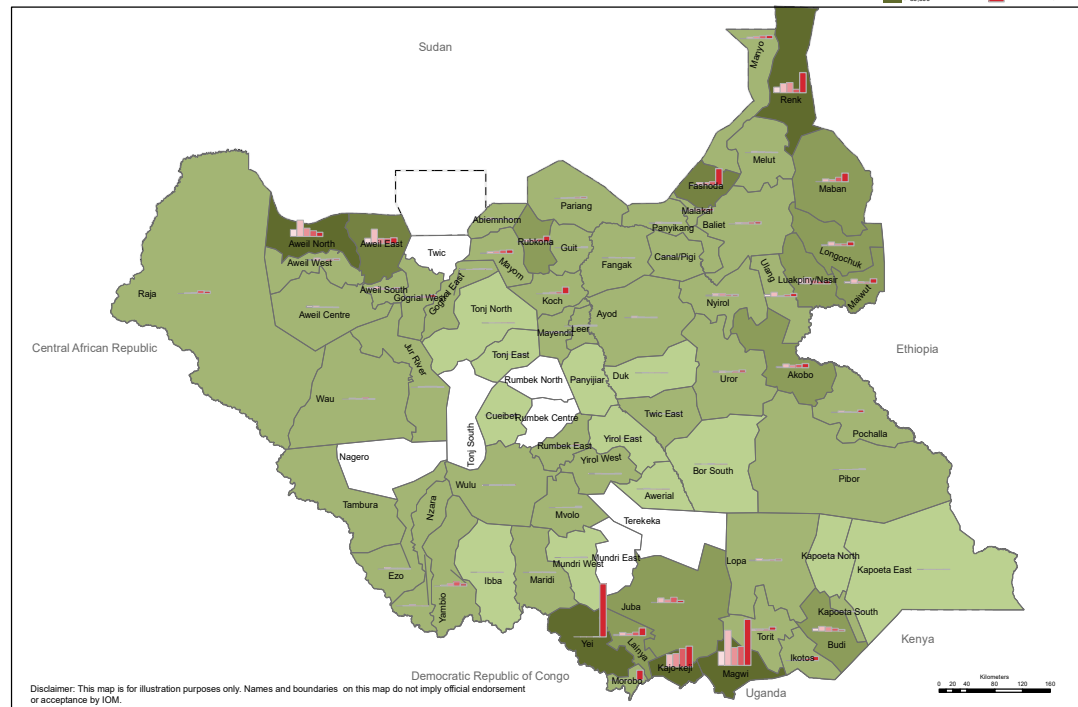 Sudan
Manyo
Renk
Melut
Fashoda
Maban
Pariang
Malakal
Abiemnhom
Panyikang
Baliet
Aweil North
Aweil East
Twic
Rubkona
Guit
Longochuk
Aweil West
Mayom
Fangak
Canal/Pigi
Ulang
Luakpiny/Nasir
Maiwut
Raja
Aweil South
Gogrial West
Gogrial East
Koch
Nyirol
Aweil Centre
Tonj North
Leer
Ayod
Mayendit
Central African Republic
Jur River
Tonj East
Ethiopia
Rumbek North
Panyijiar
Duk
Uror
Akobo
Wau
Cueibet
Rumbek Centre
Twic East
Pochalla
Tonj South
Rumbek East
Yirol East
Nagero
Yirol West
Bor South
Pibor
Wulu
Awerial
Tambura
Nzara
Mvolo
Terekeka
Mundri East
Kapoeta North
Lopa
Mundri West
Kapoeta East
Ezo
Ibba
Maridi
Yambio
Juba
Kapoeta South
Torit
Budi
Kenya
Yei
Lainya
Ikotos
Kajo-keji
Magwi
Democratic Republic of Congo
Morobo
Uganda
Disclaimer: This map is for illustration purposes only. Names and boundaries on this map do not imply official endorsement
or acceptance by IOM.
Kilometers
0 20 40 80 120 160